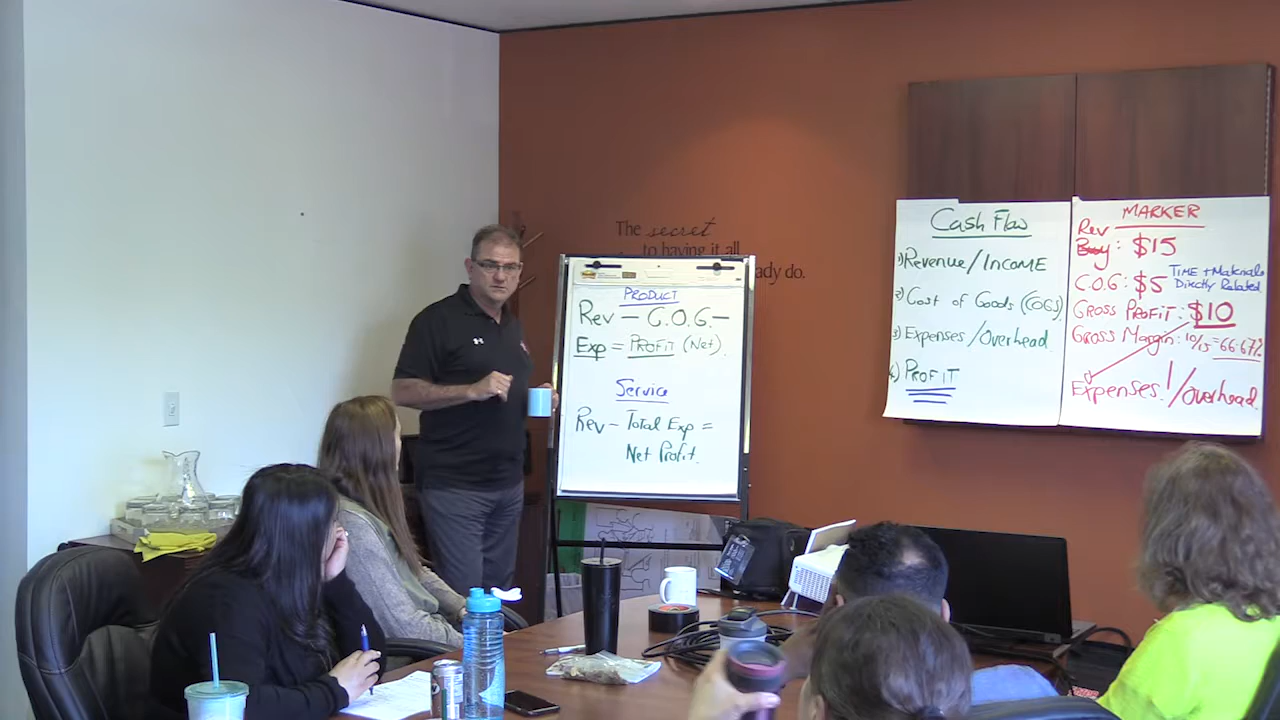 The secret
to having it all
ady do.
PRODUCT
Rev — C.O.G. —
Exp = PROFIT (Net).
Service
Rev - Total Exp =
Net Profit.
Cash Flow
1) Revenue/INCOME
2) Cost of Goods (COGS)
3) Expenses/Overhead.
4) PROFIT
MARKER
Rev
Buy: $15
C.O.G: $5 TIME + Materials
Directly Related.
GROSS PROFIT: $10
Gross Margin: 10/15 = 66.67%
Expenses!/Overhead.